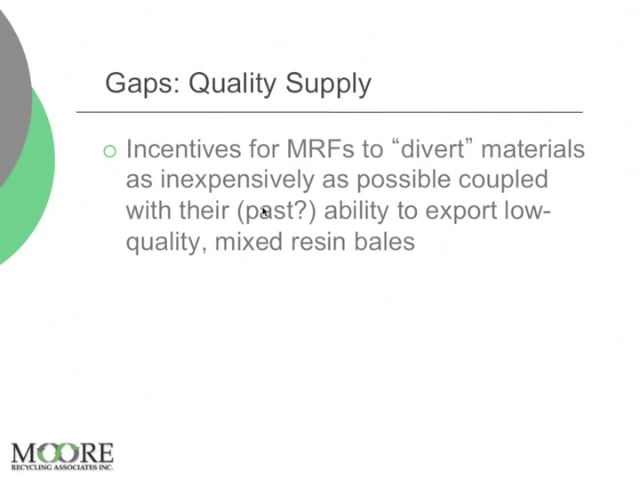 Gaps: Quality Supply
Incentives for MRFs to “divert” materials
as inexpensively as possible coupled
with their (past?) ability to export low-
quality, mixed resin bales
MOORE
RECYCLING ASSOCIATES INC.